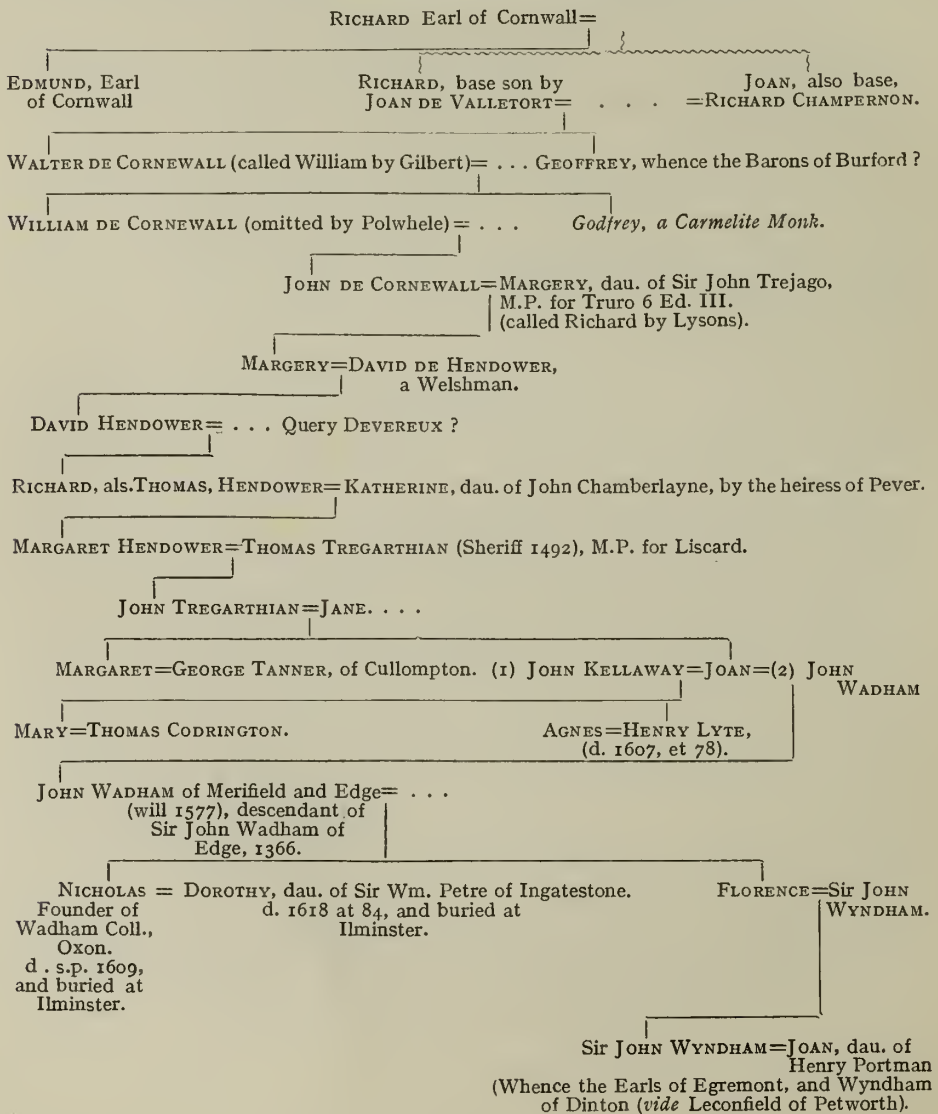 RICHARD Earl of Cornwall=
EDMUND, Earl
of Cornwall
RICHARD, base son by
JOAN DE VALLETORT= . . .
JOAN, also base,
=RICHARD CHAMPERNON.
WALTER DE CORNEWALL (called William by Gilbert)= . . . GEOFFREY, whence the Barons of Burford ?
WILLIAM DE CORNEWALL (omitted by Polwhele) = . . . Godfrey, a Carmelite Monk.
JOHN DE CORNEWALL=MARGERY, dau. of Sir John Trejago,
M.P. for Truro 6 Ed. III.
(called Richard by Lysons).
MARGERY=DAVID DE HENDOWER,
a Welshman.
DAVID HENDOWER= . . . Query DEVEREUX ?
RICHARD, als.THOMAS, HENDOWER=KATHERINE, dau. of John Chamberlayne, by the heiress of Pever.
MARGARET HENDOWER=THOMAS TREGARTHIAN (Sheriff 1492), M.P. for Liscard.
JOHN TREGARTHIAN=JANE. . . .
MARGARET=GEORGE TANNER, of Cullompton. (1) JOHN KELLAWAY=JOAN=(2) JOHN
WADHAM
MARY=THOMAS CODRINGTON.
AGNES=HENRY LYTE,
(d. 1607, et 78).
JOHN WADHAM of Merifield and Edge= . . .
(will 1577), descendant of
Sir John Wadham of
Edge, 1366.
NICHOLAS = DOROTHY, dau. of Sir Wm. Petre of Ingatestone.
Founder of
Wadham Coll.,
Oxon.
d . s.p. 1609,
and buried at
Ilminster.
d. 1618 at 84, and buried at
Ilminster.
FLORENCE=Sir JOHN
WYNDHAM.
Sir JOHN WYNDHAM=JOAN, dau. of
Henry Portman
(Whence the Earls of Egremont, and Wyndham
of Dinton (vide Leconfield of Petworth).